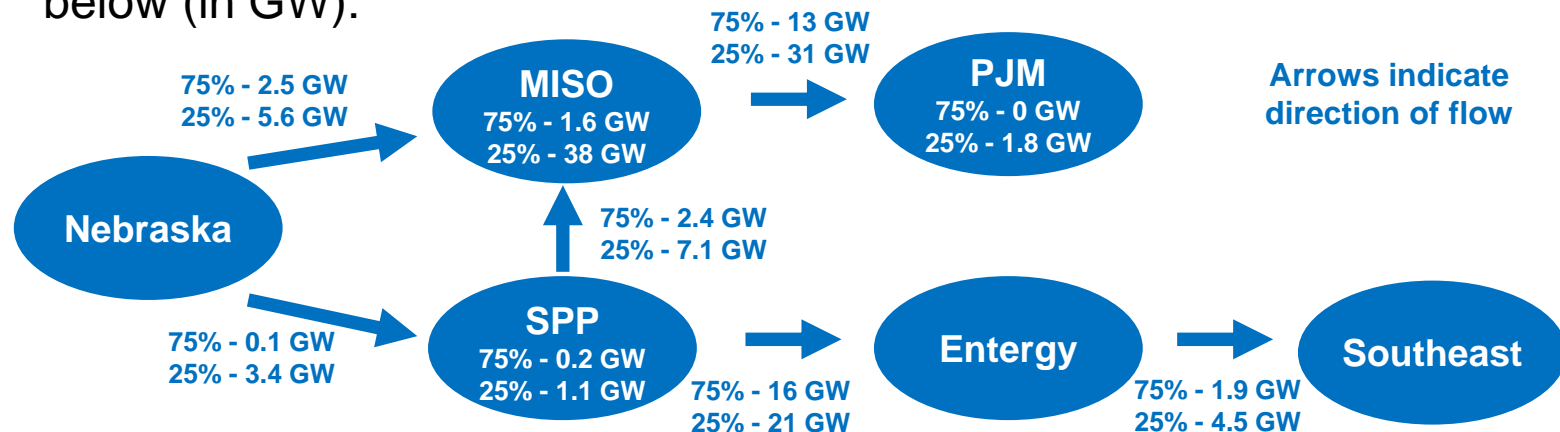 below (in GW).
75% - 13 GW
25% - 31 GW
75% - 2.5 GW
25% - 5.6 GW
MISO
75% - 1.6 GW
25% - 38 GW
PJM
75% - 0 GW
25% - 1.8 GW
Arrows indicate
direction of flow
Nebraska
75% - 2.4 GW
25% - 7.1 GW
75% - 0.1 GW
25% - 3.4 GW
SPP
75% - 0.2 GW
25% - 1.1 GW
75% - 16 GW
25% - 21 GW
Entergy
75% - 1.9 GW
25% - 4.5 GW
Southeast